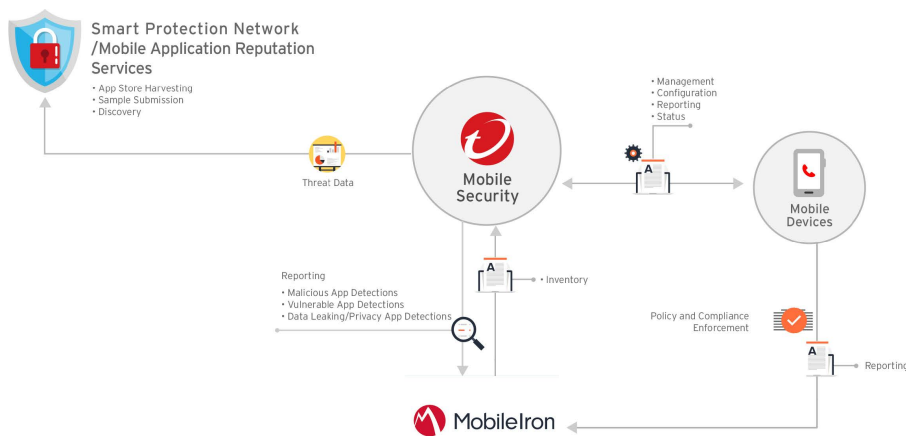 Smart Protection Network
/Mobile Application Reputation
Services
• App Store Harvesting
• Sample Submission
• Discovery
Threat Data
Mobile
Security
• Management
• Configuration
• Reporting
• Status
A
Mobile
Devices
Reporting
• Malicious App Detections
• Vulnerable App Detections
• Data Leaking/Privacy App Detections
A
• Inventory
Policy and Compliance
Enforcement
A
Reporting
MobileIron